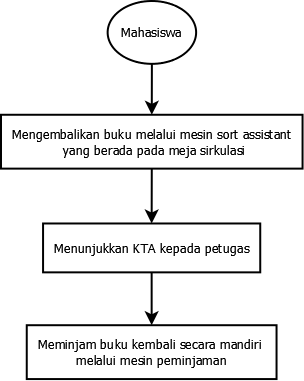 Mahasiswa
Mengembalikan buku melalui mesin sort assistant
yang berada pada meja sirkulasi
Menunjukkan KTA kepada petugas
Meminjam buku kembali secara mandiri
melalui mesin peminjaman